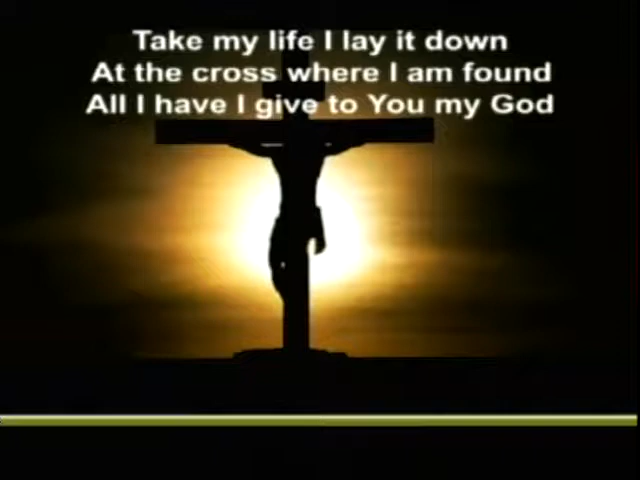 Take my life I lay it down
At the cross where I am found
All I have I give to You my God